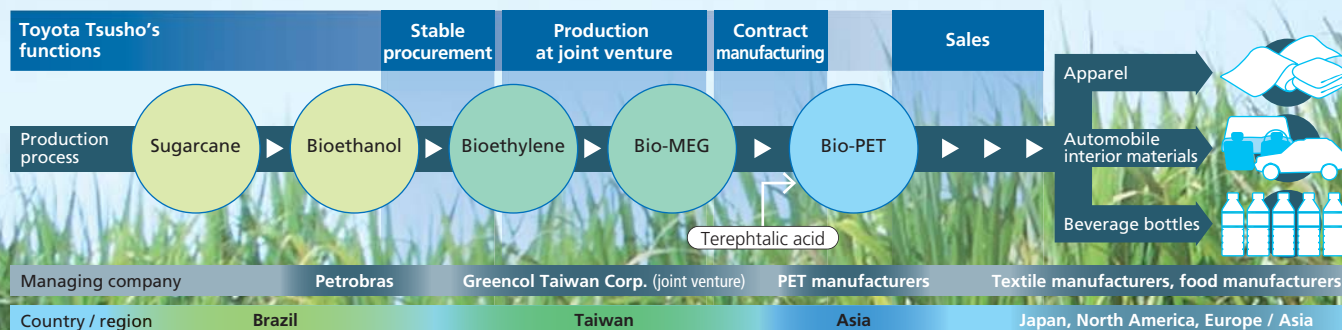 Toyota Tsusho's
functions
Stable
procurement
Production
at joint venture
Contract
manufacturing
Sales
Production
process
Sugarcane
Bioethanol
Bioethylene
Bio-MEG
Bio-PET
Terephtalic acid
Apparel
Automobile
interior materials
Beverage bottles
Managing company
Petrobras
Greencol Taiwan Corp. (joint venture)
PET manufacturers
Textile manufacturers, food manufacturers
Country / region
Brazil
Taiwan
Asia
Japan, North America, Europe / Asia